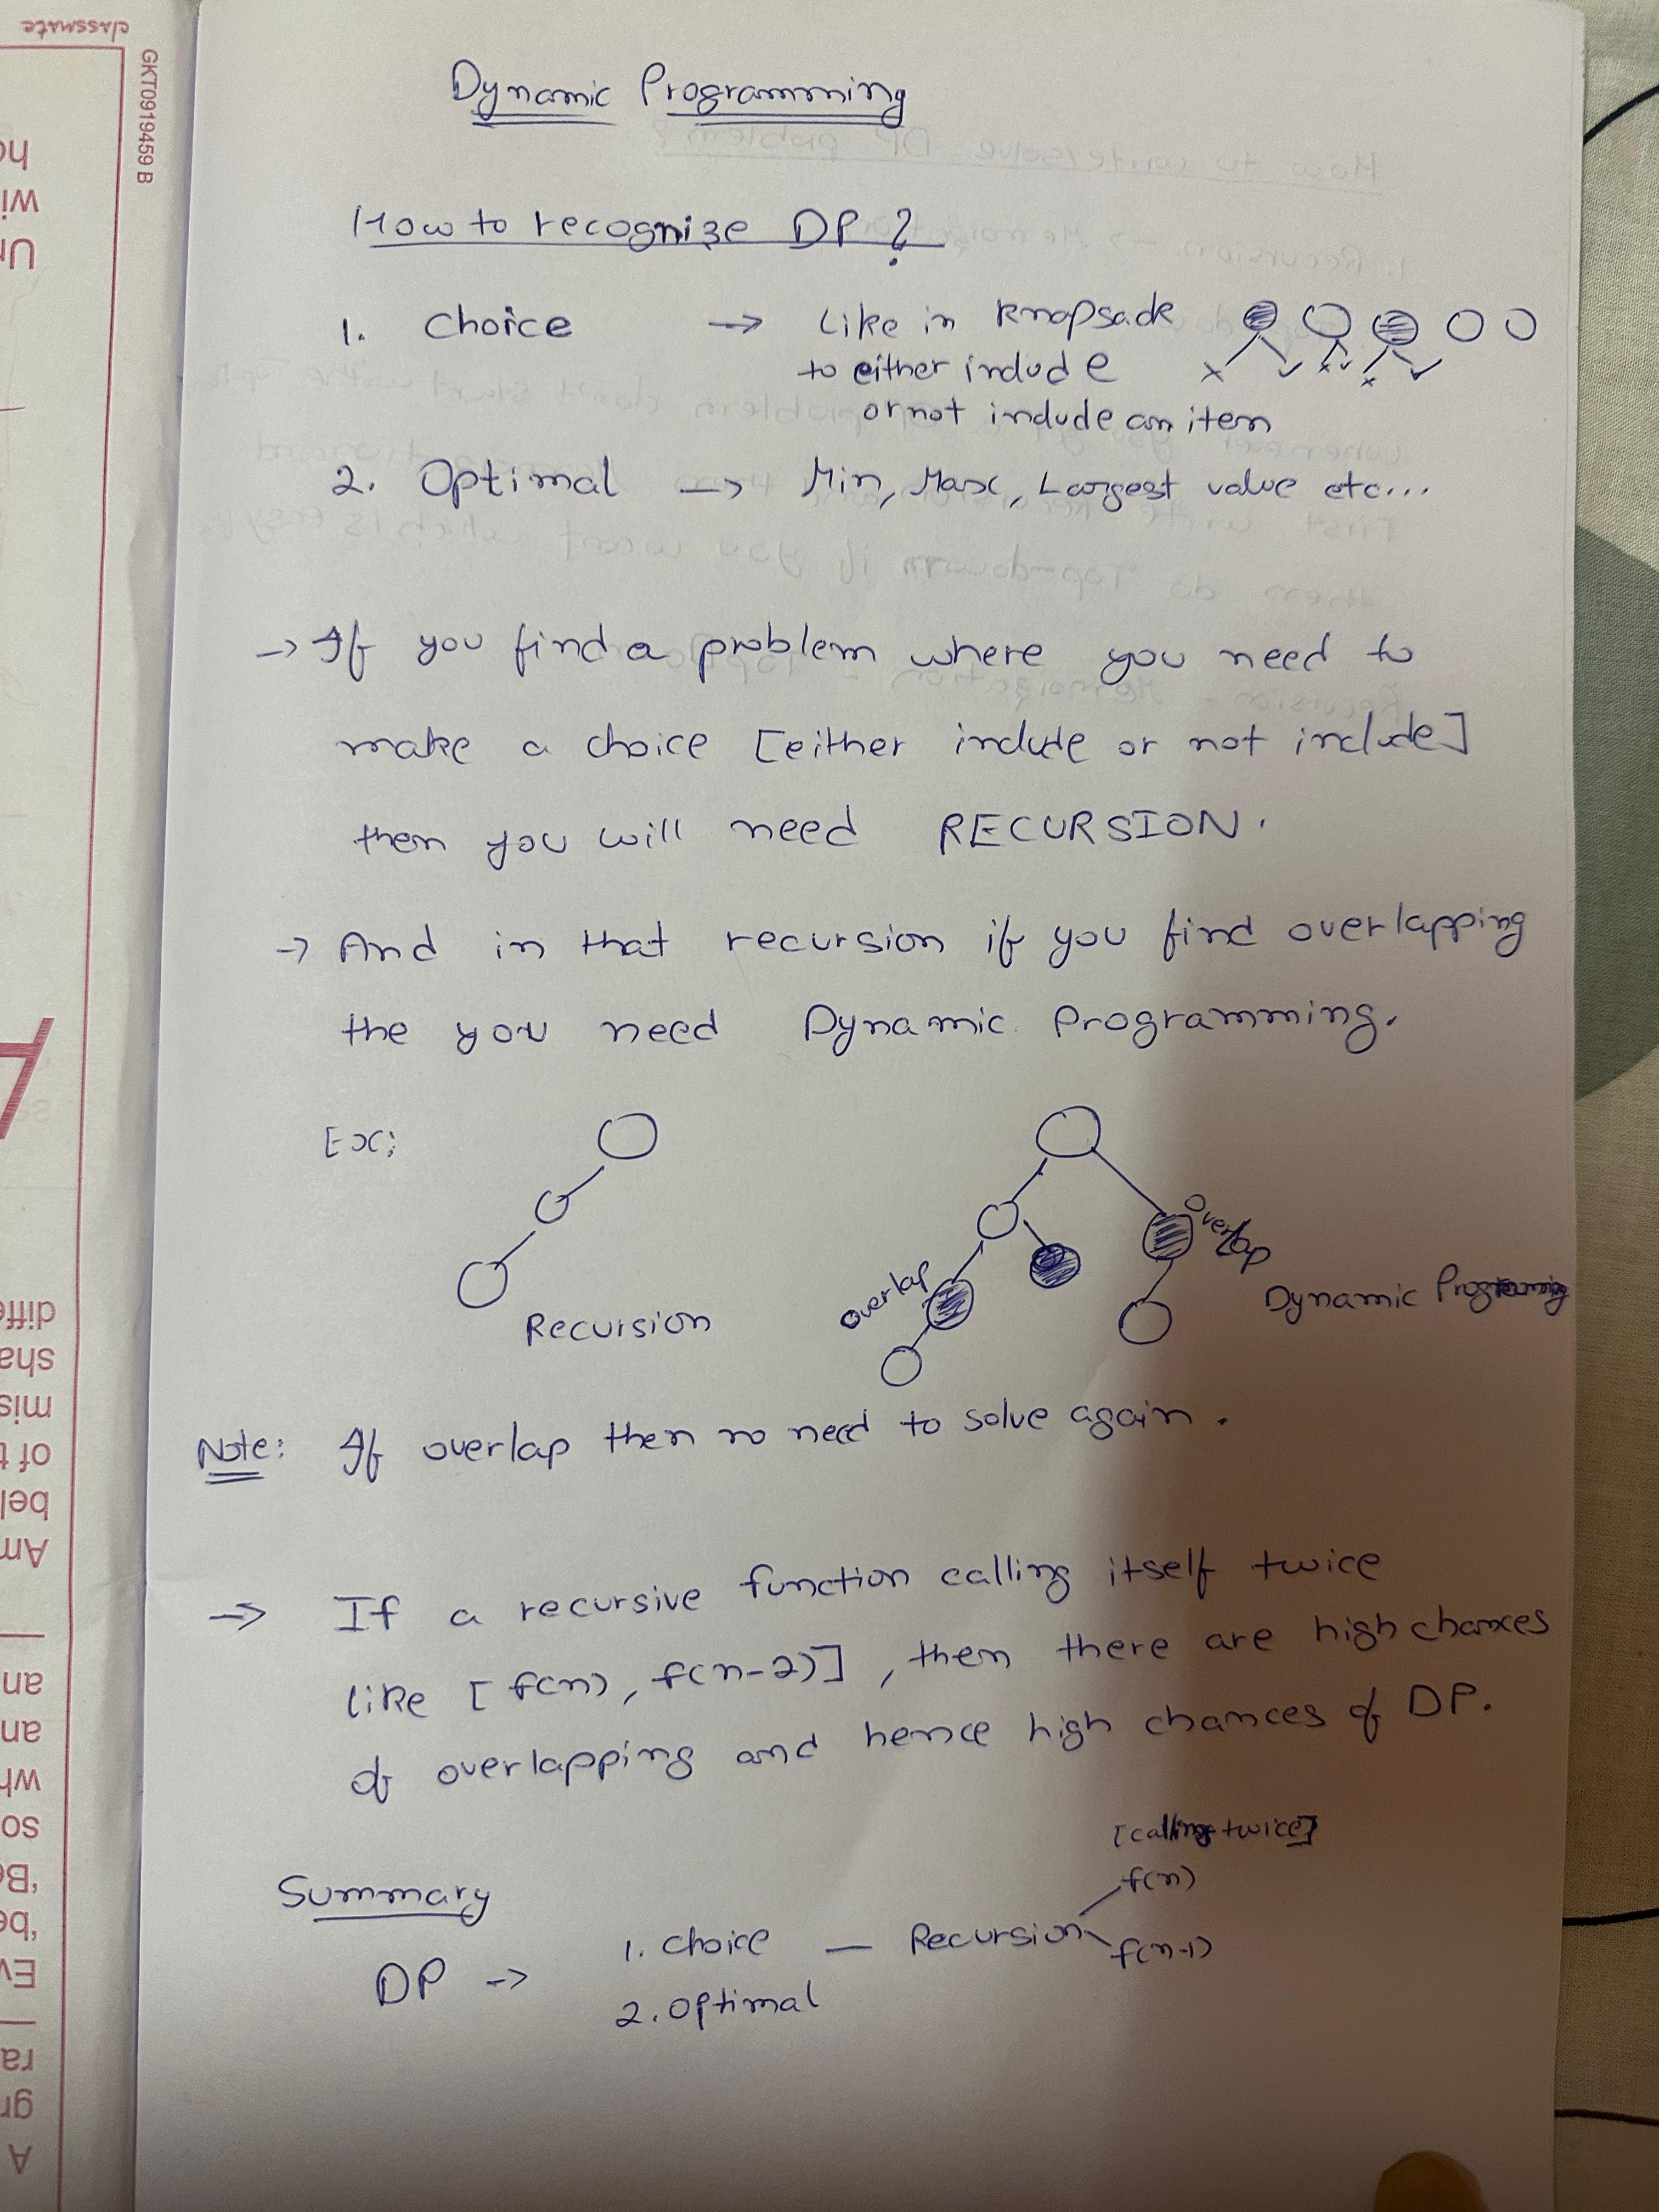 classmate
GKT0919459 B
Dynamic Programming
How to recognize DP?
1. Choice → Like in Knapsack
to either include
or not include an item
2. Optimal → Min, Max, Largest value etc...
→ If you find a problem where you need to
make a choice [either include or not include]
then you will need RECURSION.
→ And in that recursion if you find overlapping
the you need Dynamic Programming.
Ex:
Recursion
overlap
overlap
Dynamic Programming
Note: If overlap then no need to solve again.
→ If a recursive function calling itself twice
like [f(n), f(n-2)], then there are high chances
of overlapping and hence high chances of DP.
Summary
[calling twice]
f(n)
DP → 1. choice — Recursion
f(n-1)
2. optimal